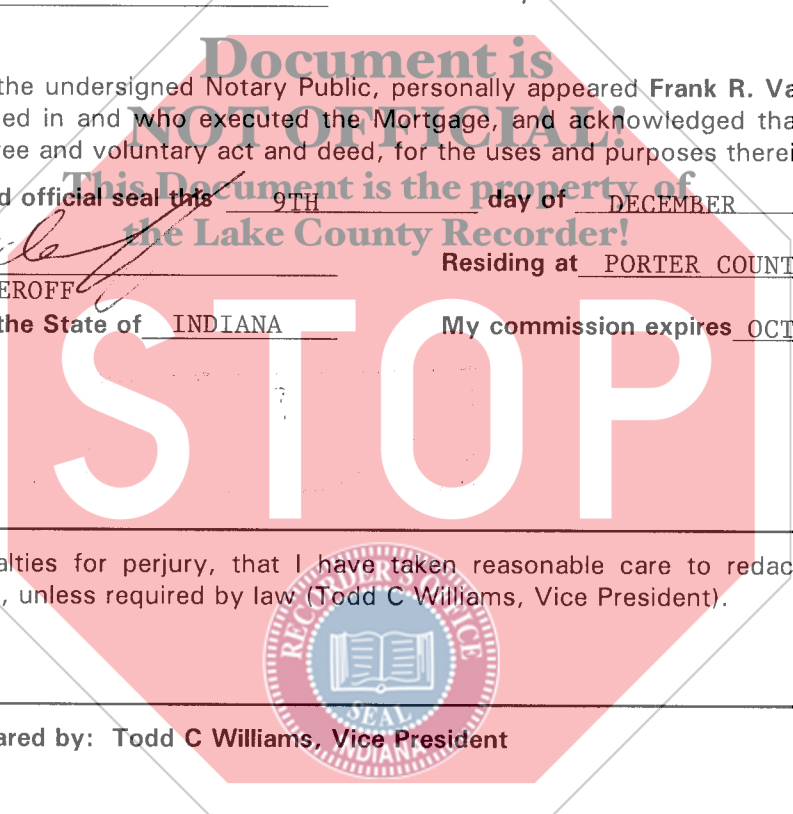 Document is
the undersigned Notary Public, personally appeared Frank R. Va
NOT OFFICIAL!
ed in and who executed the Mortgage, and acknowledged tha
ree and voluntary act and deed, for the uses and purposes therei
This Document is the property of
d official seal this 9TH day of DECEMBER
the Lake County Recorder!
Residing at PORTER COUNT
EROFF
the State of INDIANA My commission expires OCT
STOP
alties for perjury, that I have taken reasonable care to redac
, unless required by law (Todd C Williams, Vice President).
RECORDER'S OFFICE
SEAL
INDIANA
ared by: Todd C Williams, Vice President